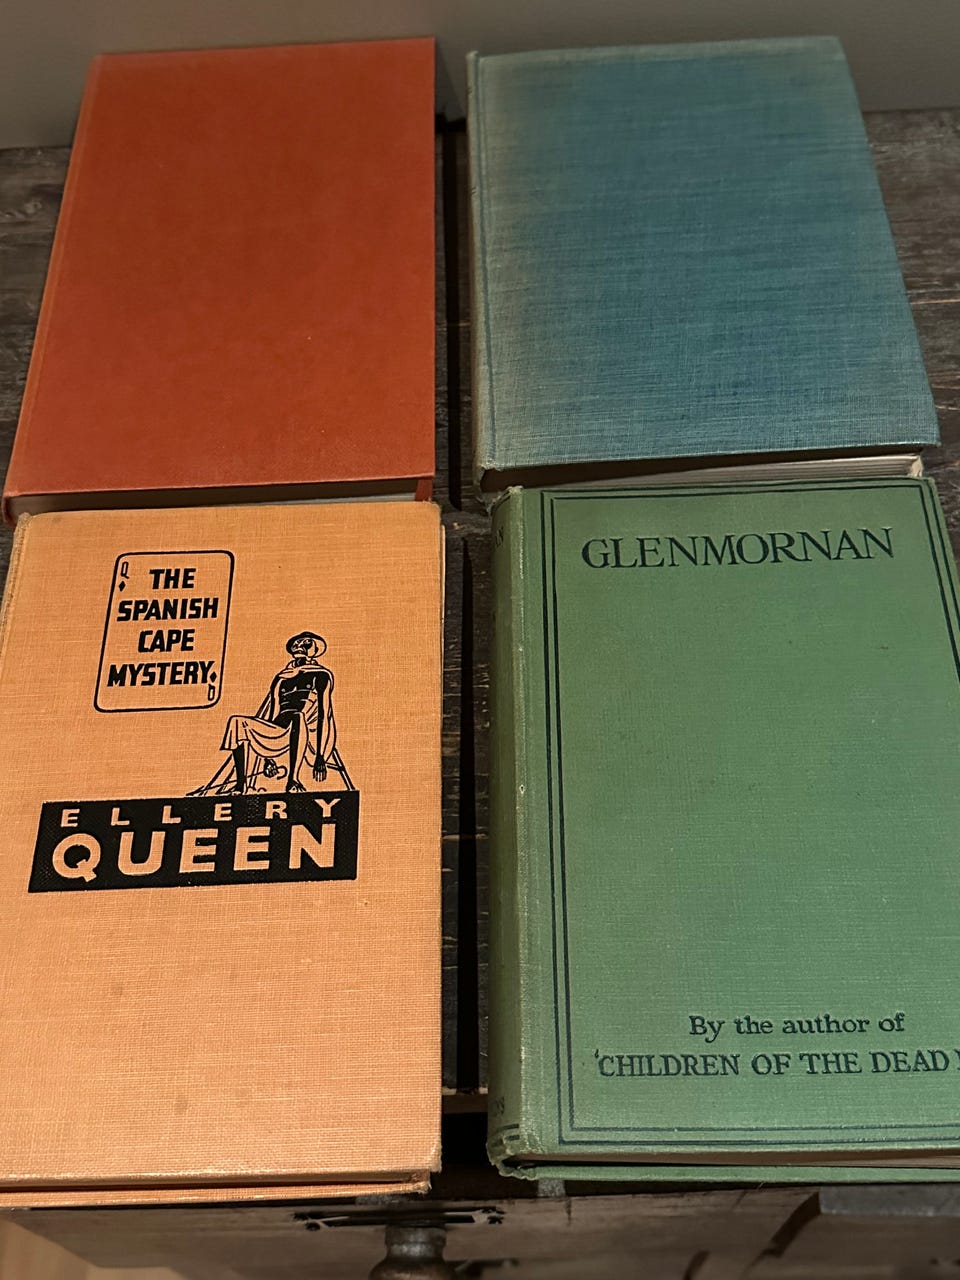 Q
THE
SPANISH
CAPE
MYSTERY
Q
ELLERY
QUEEN
GLENMORNAN
By the author of
'CHILDREN OF THE DEAD